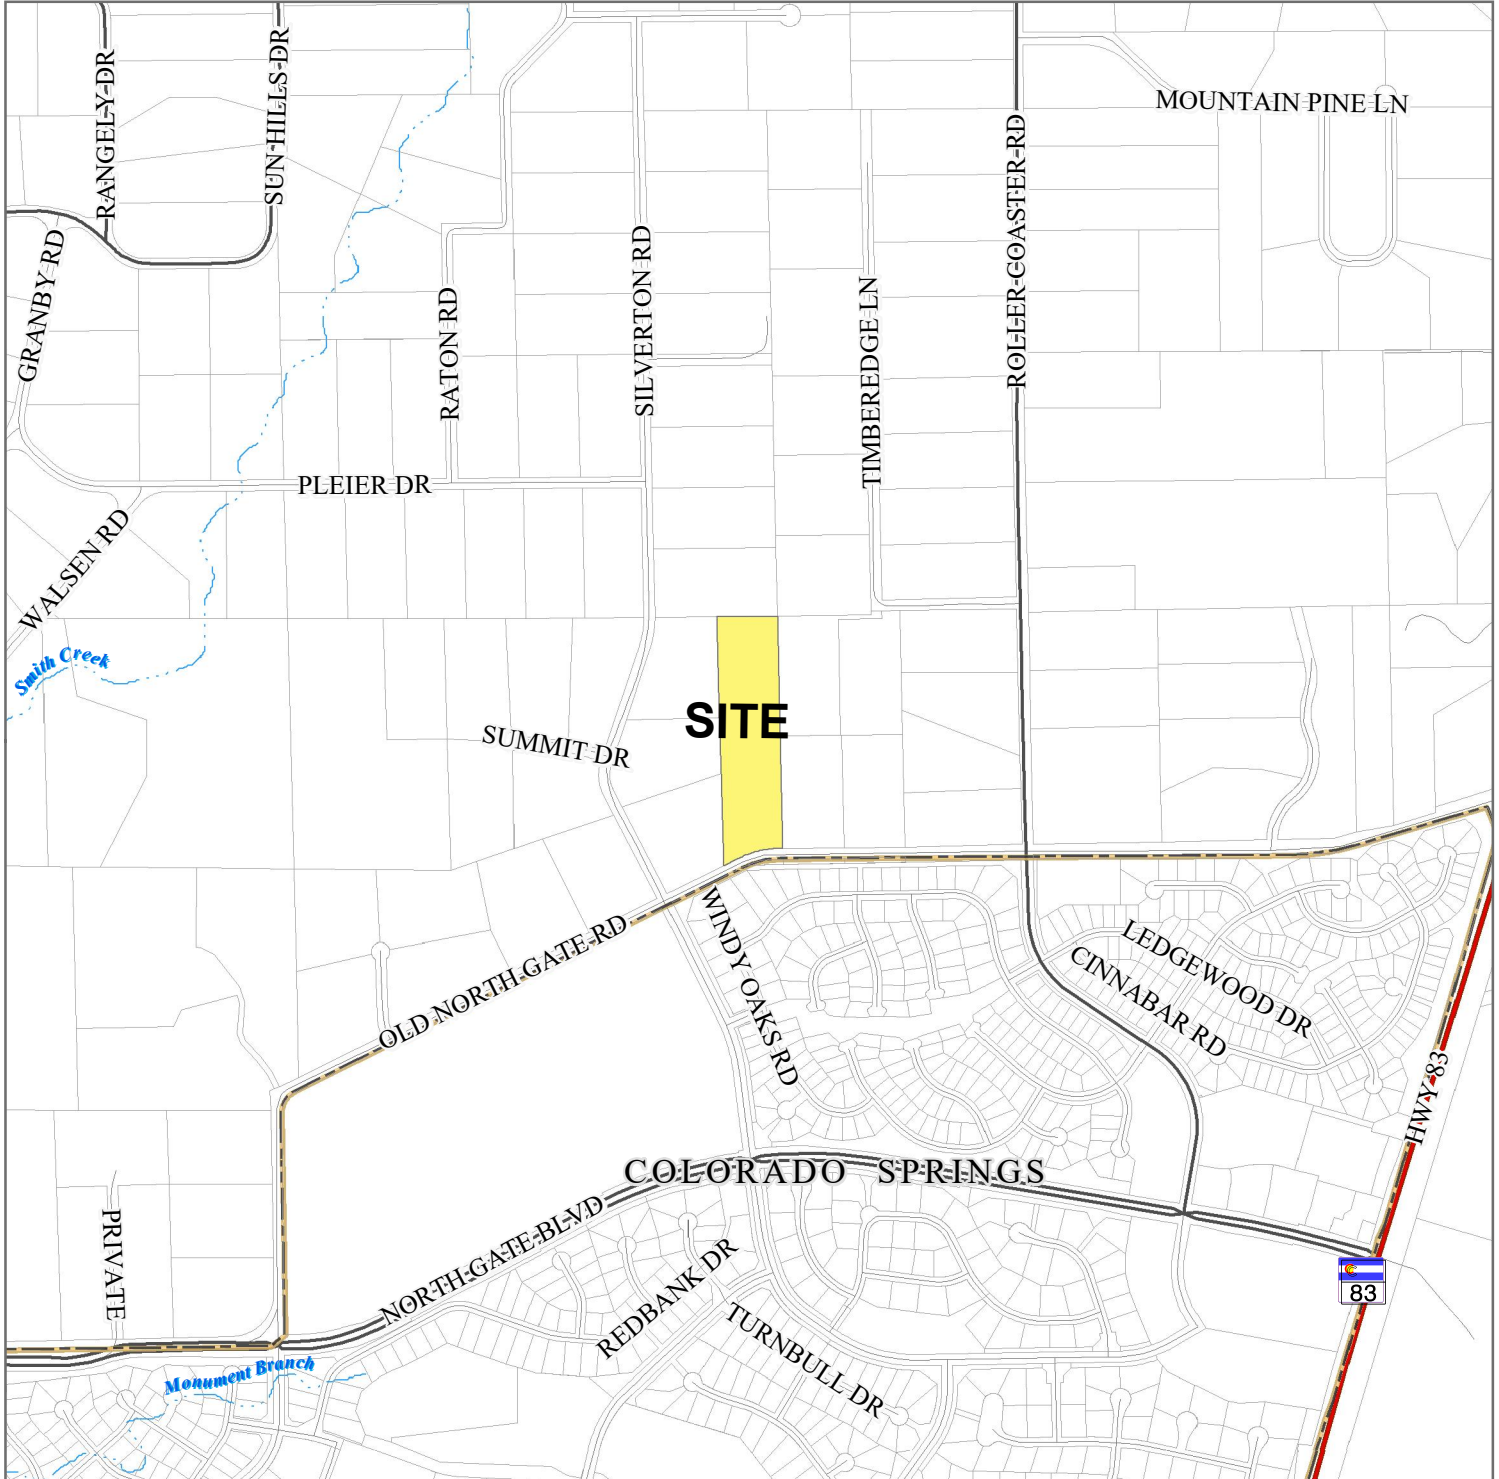 RANGELY DR
SUN HILLS DR
MOUNTAIN PINE LN
GRANBY RD
RATON RD
SILVERTON RD
TIMBEREDGE LN
ROLLER COASTER RD
PLEIER DR
WALSEN RD
Smith Creek
SUMMIT DR
SITE
OLD NORTH GATE RD
WINDY OAKS RD
LEDGEWOOD DR
CINNABAR RD
HWY 83
COLORADO SPRINGS
PRIVATE
NORTH GATE BLVD
REDBANK DR
TURNBULL DR
83
Monument Branch